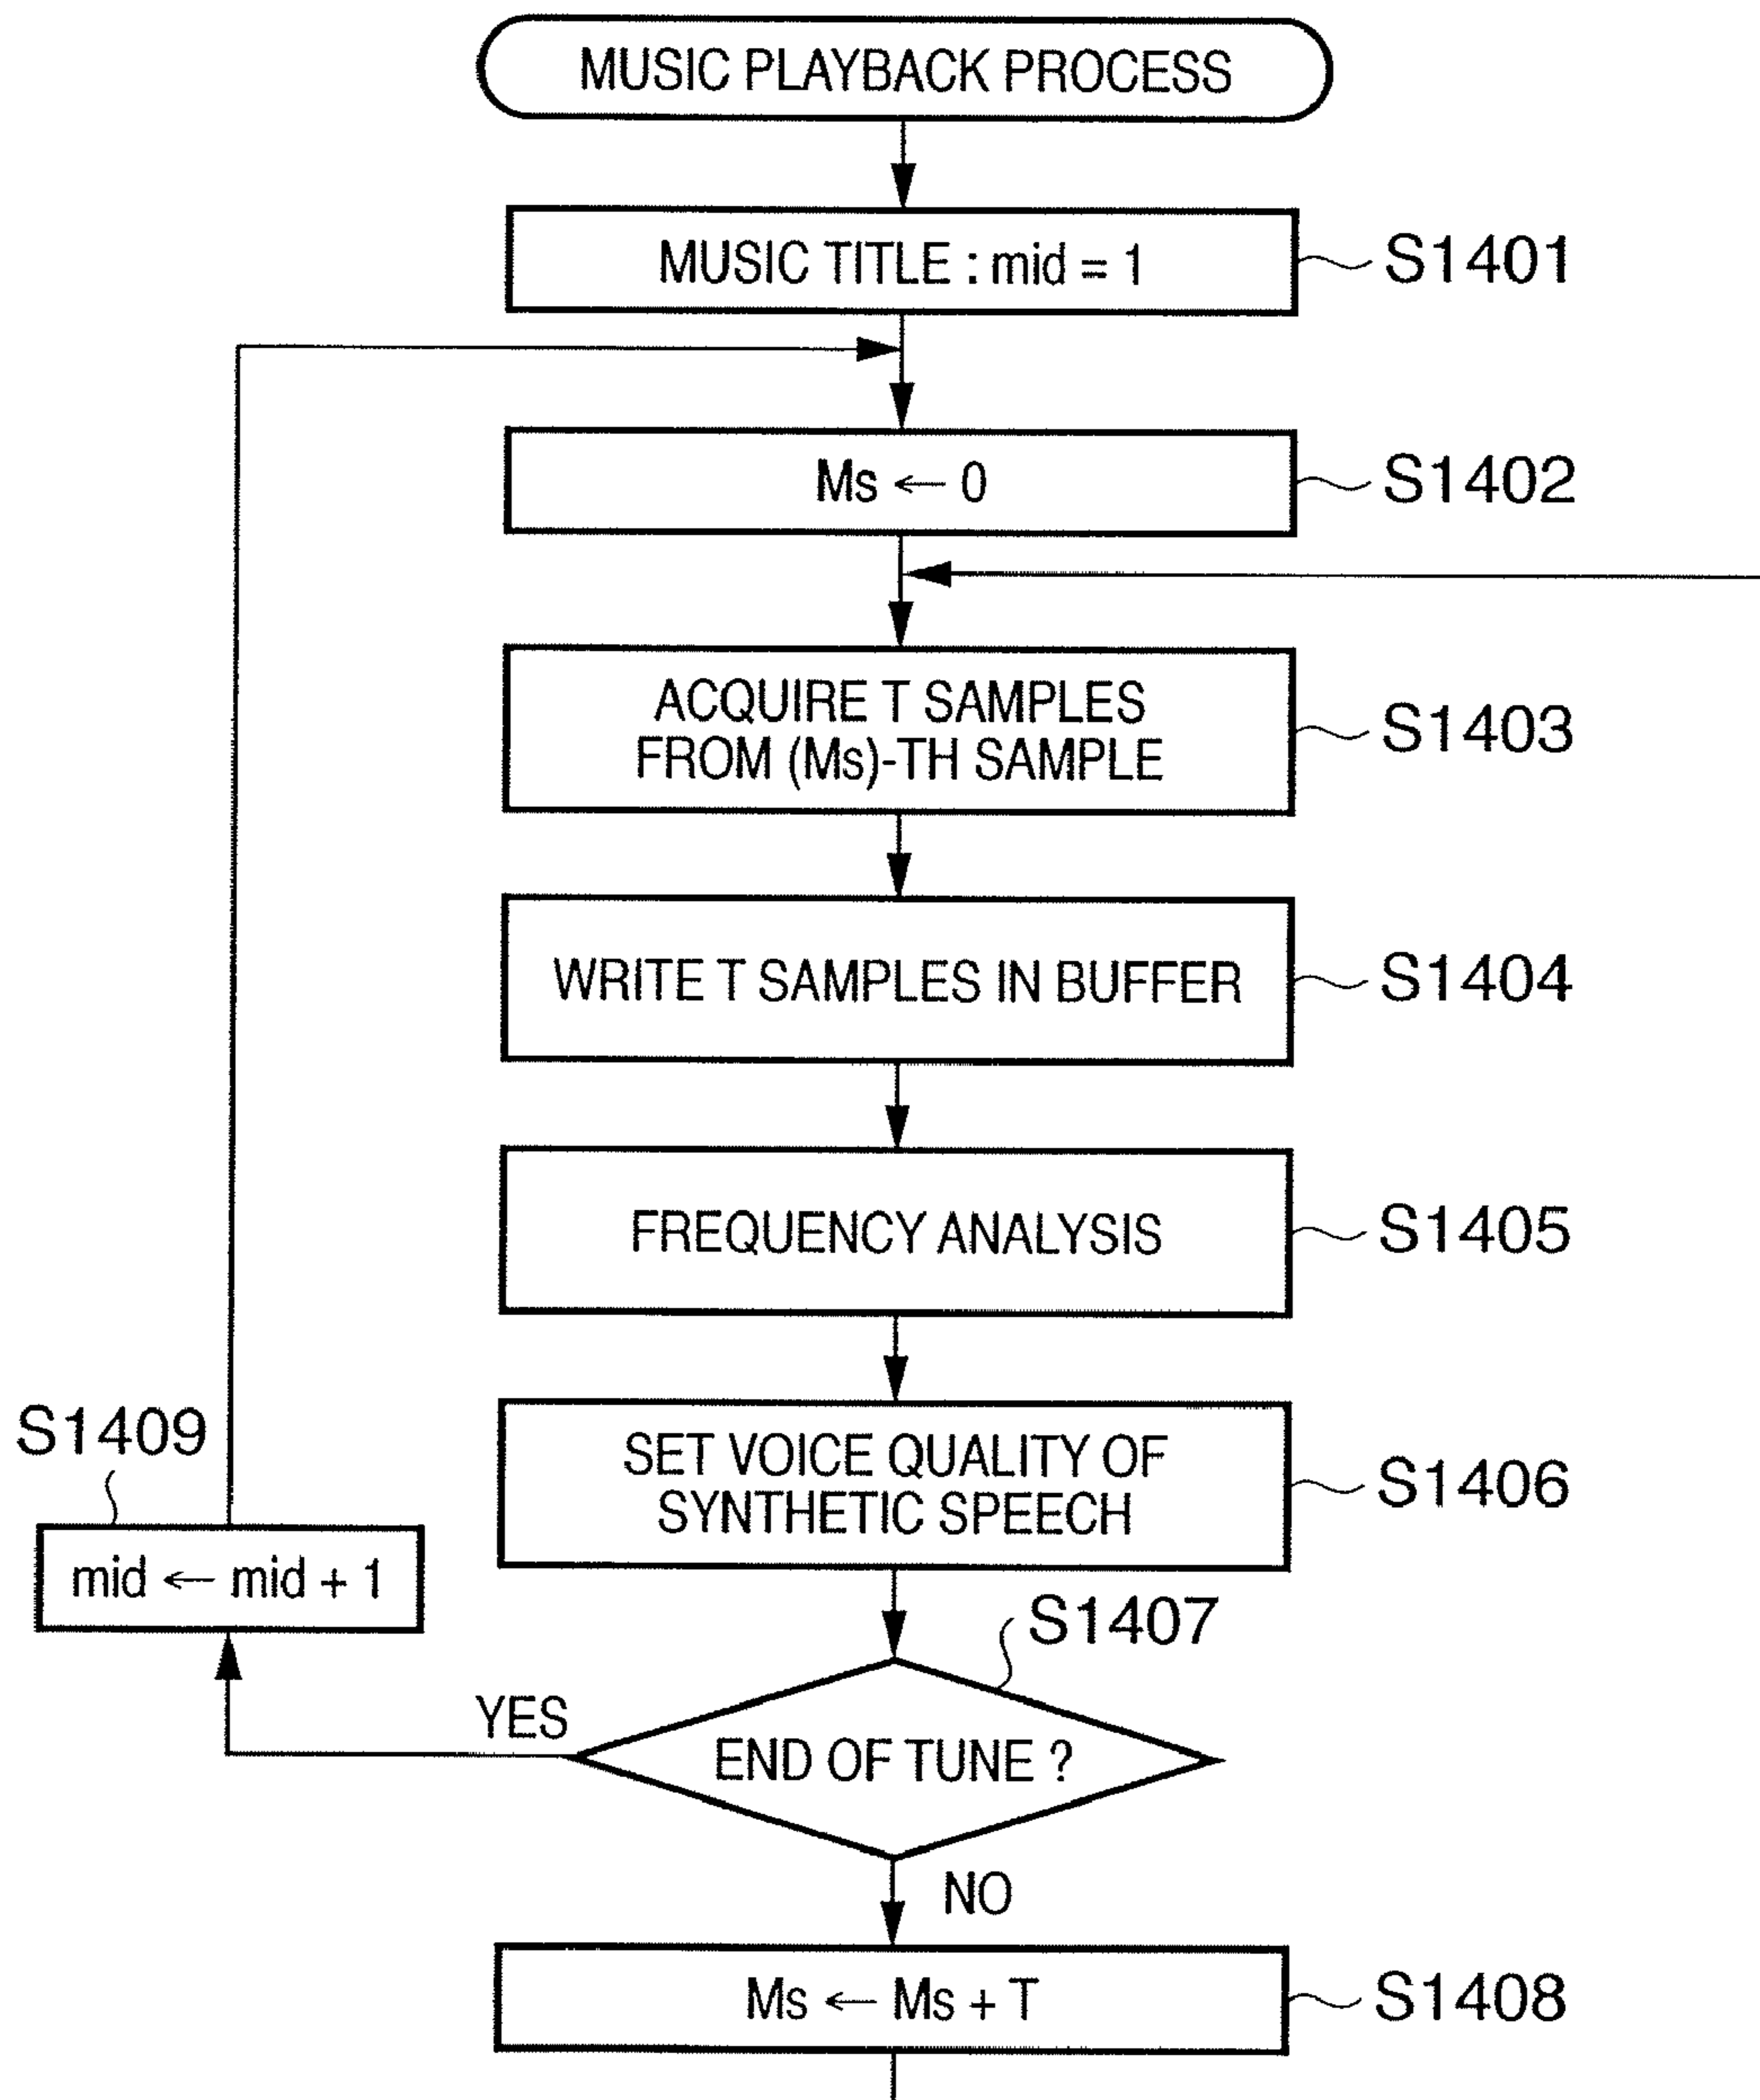 MUSIC PLAYBACK PROCESS
MUSIC TITLE : mid = 1
S1401
Ms ← 0
S1402
ACQUIRE T SAMPLES
FROM (Ms)-TH SAMPLE
S1403
WRITE T SAMPLES IN BUFFER
S1404
FREQUENCY ANALYSIS
S1405
SET VOICE QUALITY OF
SYNTHETIC SPEECH
S1406
S1409
mid ← mid + 1
S1407
YES
END OF TUNE ?
NO
Ms ← Ms + T
S1408